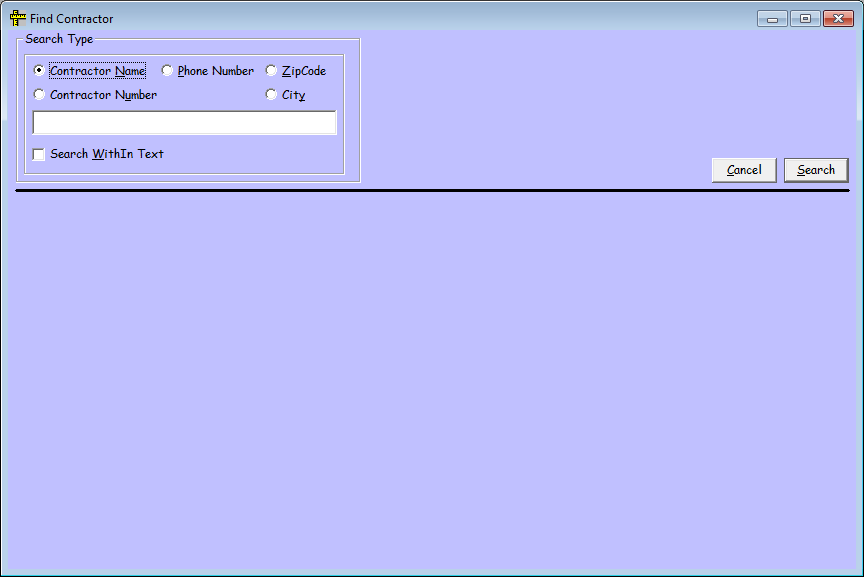 Find Contractor
Search Type
Contractor Name Phone Number ZipCode
Contractor Number City
Search WithIn Text
Cancel Search